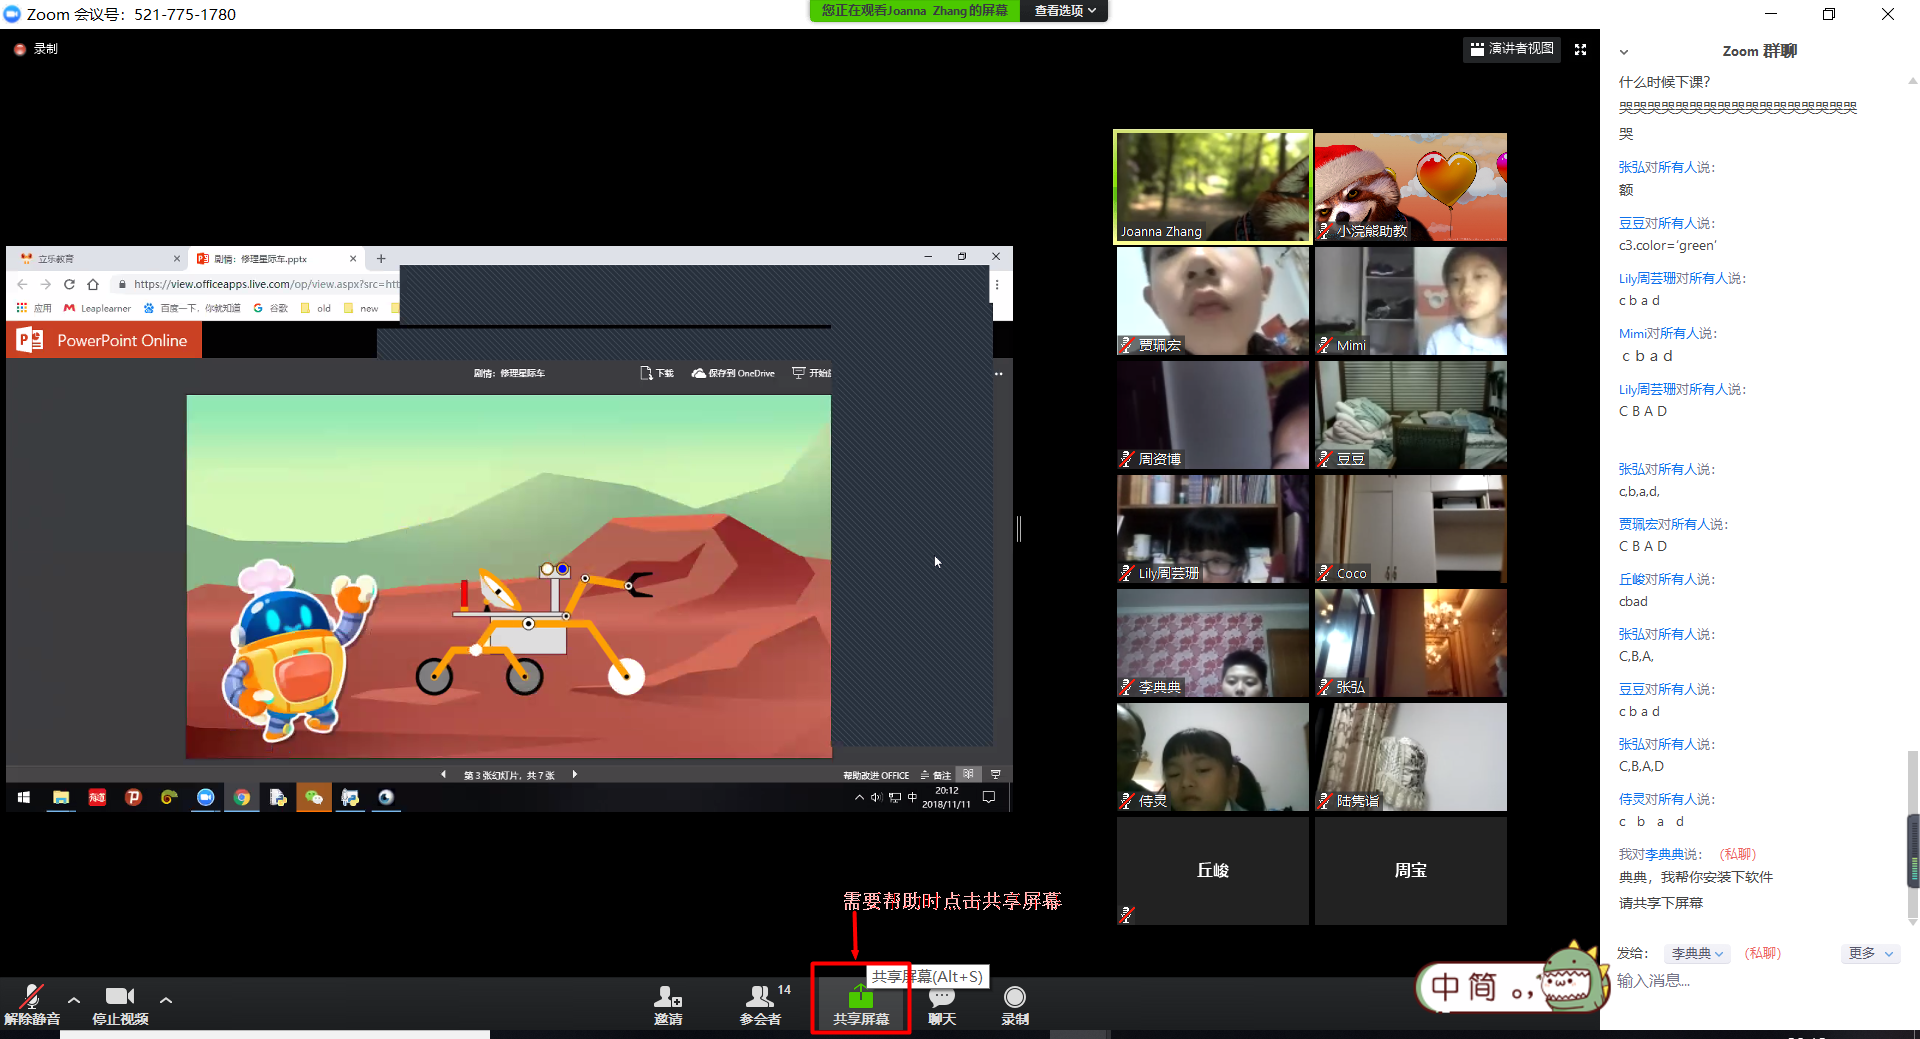 Zoom 会议号：521-775-1780
您正在观看Joanna Zhang的屏幕
查看选项
录制
演讲者视图
立乐教育
剧情：修理星际车.pptx
https://view.officeapps.live.com/op/view.aspx?src=htt
应用
Leaplearner
百度一下，你就知道
谷歌
old
new
PowerPoint Online
剧情：修理星际车
下载
保存到 OneDrive
开始
第 3 张幻灯片，共 7 张
帮助改进 OFFICE
备注
中
20:12
2018/11/11
Joanna Zhang
小浣熊助教
贾珮宏
Mimi
周资博
豆豆
Lily周芸珊
Coco
李典典
张弘
侍灵
陆隽谐
丘峻
周宝
需要帮助时点击共享屏幕
共享屏幕(Alt+S)
解除静音
停止视频
邀请
14
参会者
共享屏幕
聊天
录制
Zoom 群聊
什么时候下课?
哭哭哭哭哭哭哭哭哭哭哭哭哭哭哭哭哭
哭
张弘对所有人说：
额
豆豆对所有人说：
c3.color=‘green’
Lily周芸珊对所有人说：
c b a d
Mimi对所有人说：
c b a d
Lily周芸珊对所有人说：
C B A D
张弘对所有人说：
c,b,a,d,
贾珮宏对所有人说：
C B A D
丘峻对所有人说：
cbad
张弘对所有人说：
C,B,A,
豆豆对所有人说：
c b a d
张弘对所有人说：
C,B,A,D
侍灵对所有人说：
c b a d
我对李典典说：（私聊）
典典，我帮你安装下软件
请共享下屏幕
发给：
李典典
（私聊）
更多
输入消息...
中 简 。,